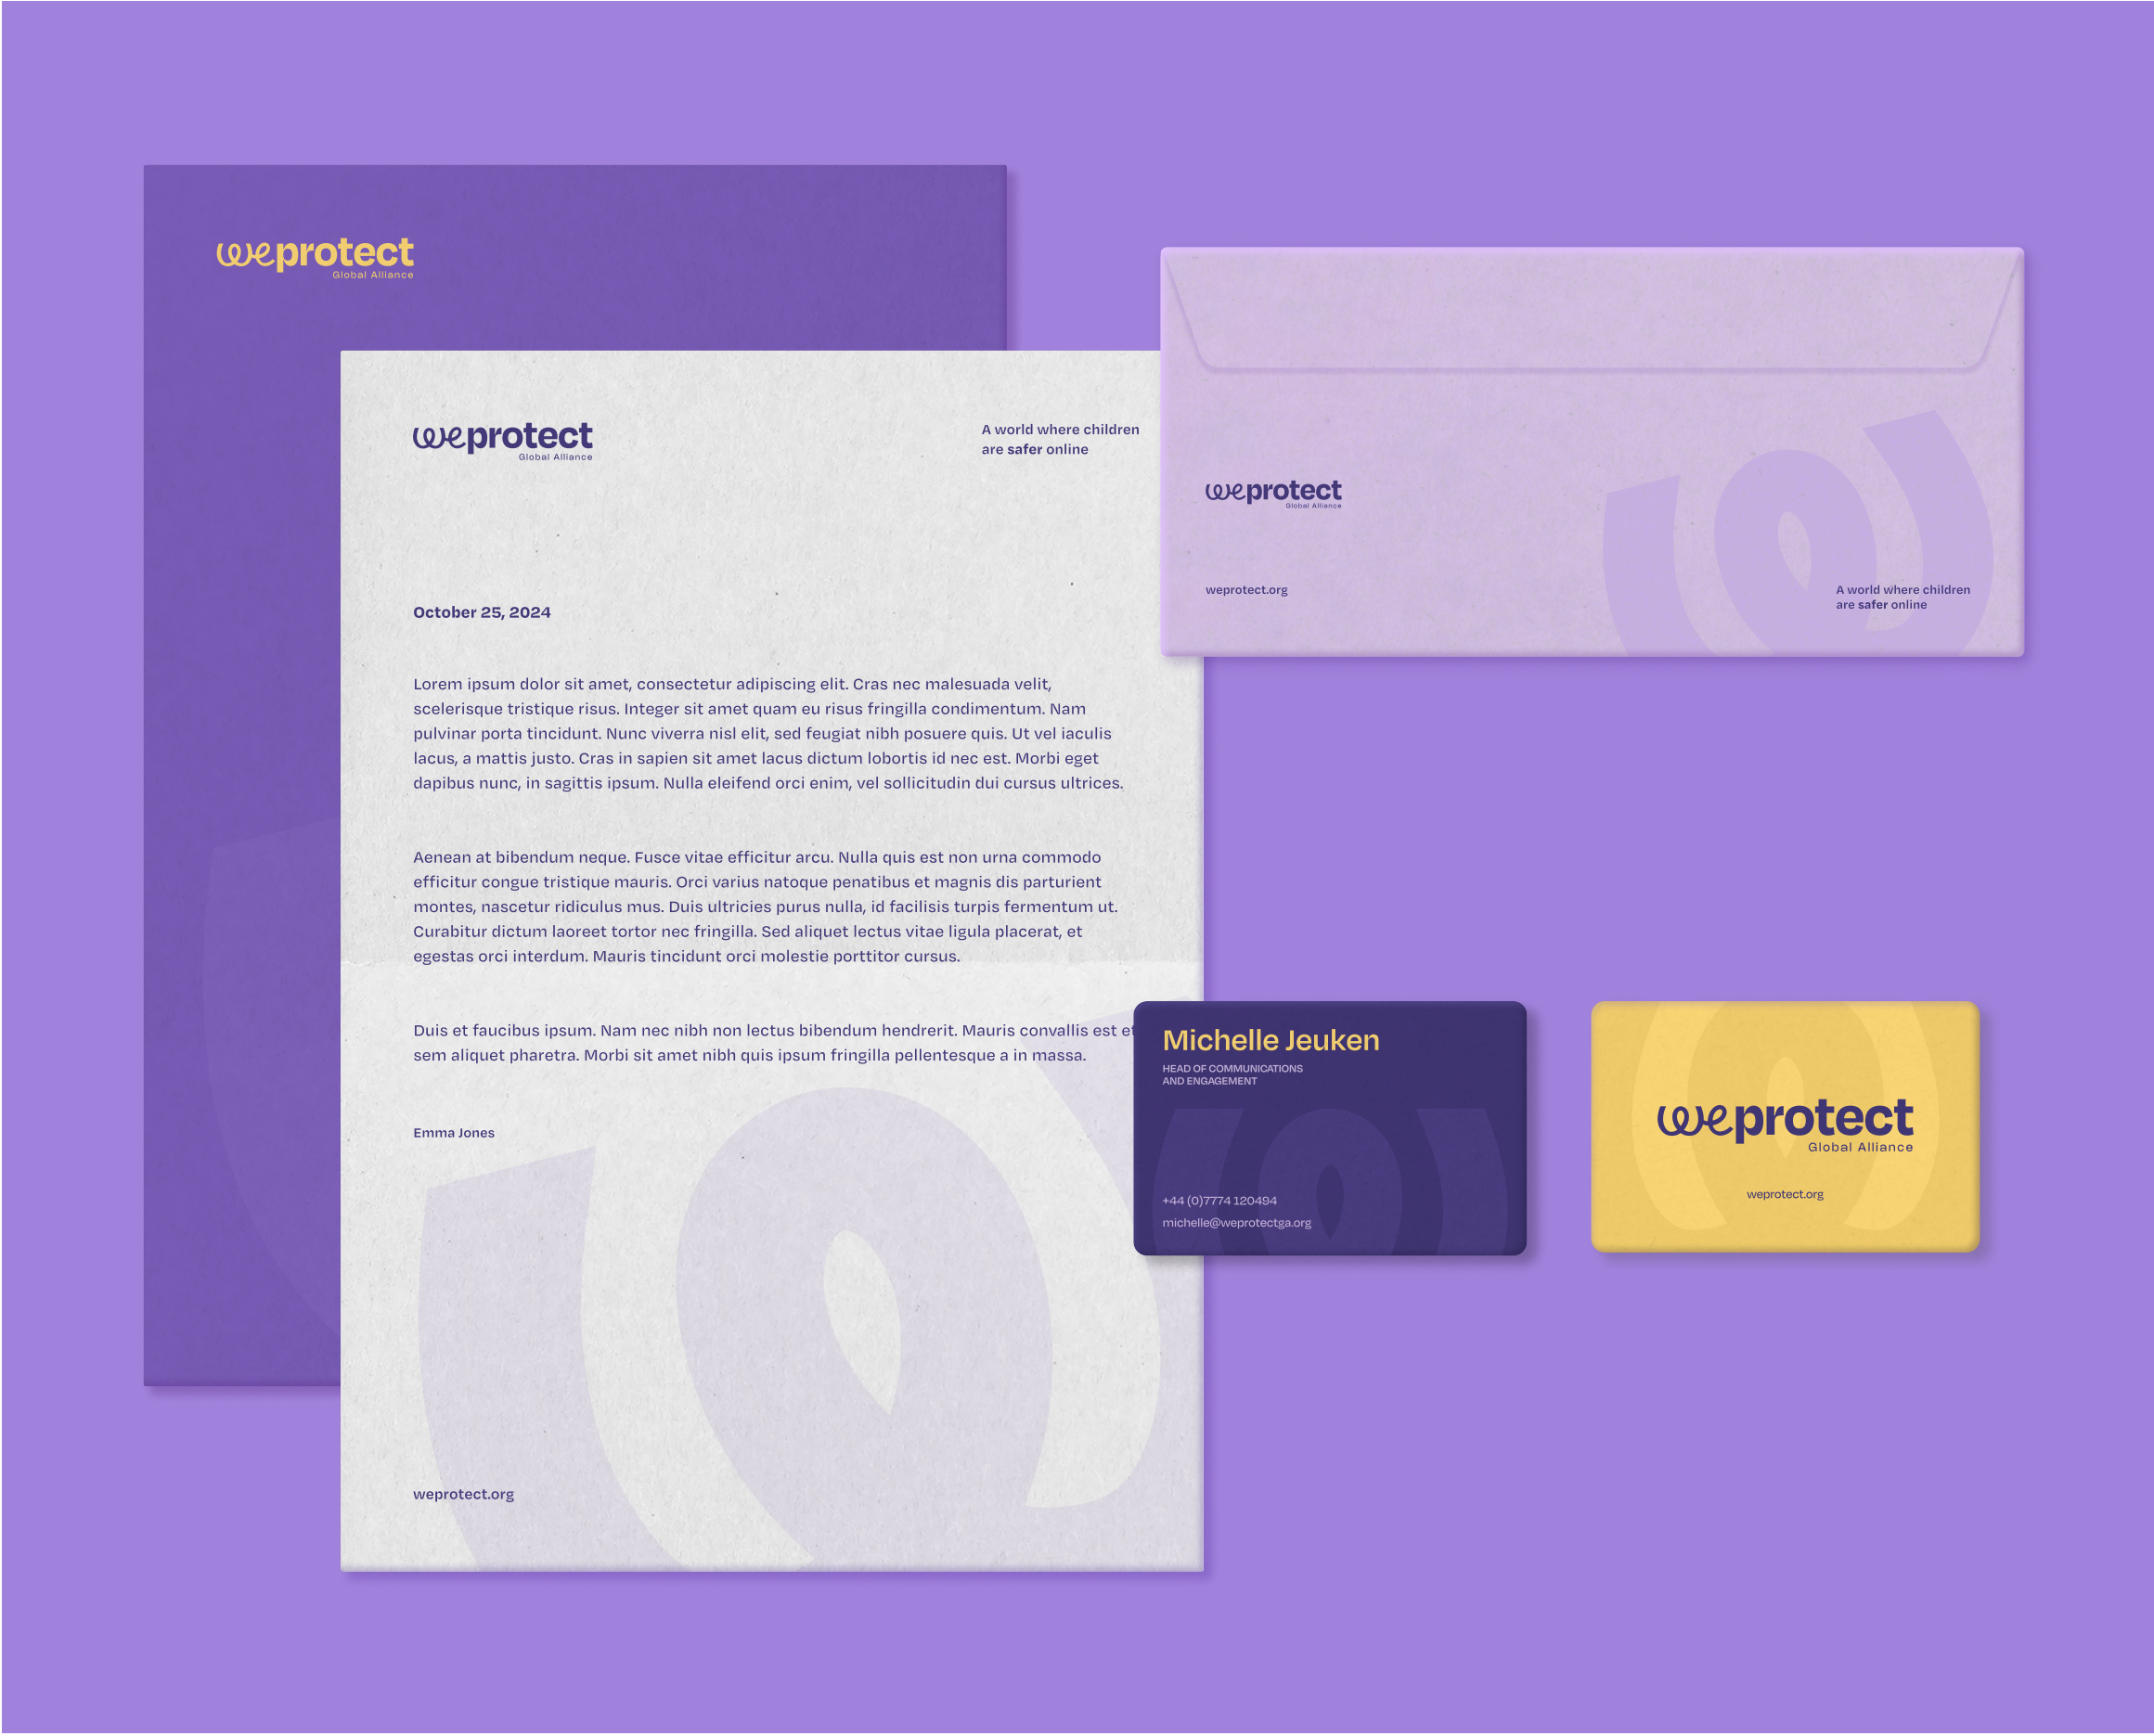 weprotect
Global Alliance
weprotect
Global Alliance
A world where children
are safer online
October 25, 2024
Lorem ipsum dolor sit amet, consectetur adipiscing elit. Cras nec malesuada velit,
scelerisque tristique risus. Integer sit amet quam eu risus fringilla condimentum. Nam
pulvinar porta tincidunt. Nunc viverra nisl elit, sed feugiat nibh posuere quis. Ut vel iaculis
lacus, a mattis justo. Cras in sapien sit amet lacus dictum lobortis id nec est. Morbi eget
dapibus nunc, in sagittis ipsum. Nulla eleifend orci enim, vel sollicitudin dui cursus ultrices.
Aenean at bibendum neque. Fusce vitae efficitur arcu. Nulla quis est non urna commodo
efficitur congue tristique mauris. Orci varius natoque penatibus et magnis dis parturient
montes, nascetur ridiculus mus. Duis ultricies purus nulla, id facilisis turpis fermentum ut.
Curabitur dictum laoreet tortor nec fringilla. Sed aliquet lectus vitae ligula placerat, et
egestas orci interdum. Mauris tincidunt orci molestie porttitor cursus.
Duis et faucibus ipsum. Nam nec nibh non lectus bibendum hendrerit. Mauris convallis est et
sem aliquet pharetra. Morbi sit amet nibh quis ipsum fringilla pellentesque a in massa.
Emma Jones
weprotect.org
weprotect
Global Alliance
weprotect.org
A world where children
are safer online
Michelle Jeuken
HEAD OF COMMUNICATIONS
AND ENGAGEMENT
+44 (0)7774 120494
michelle@weprotectga.org
weprotect
Global Alliance
weprotect.org